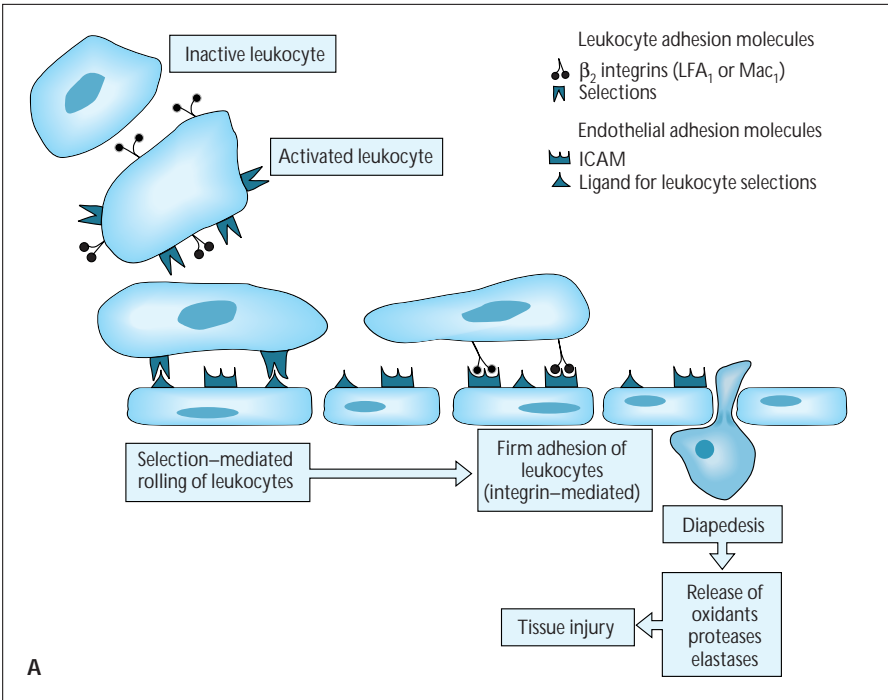 Inactive leukocyte
Activated leukocyte
Leukocyte adhesion molecules
β₂ integrins (LFA₁ or Mac₁)
Selections
Endothelial adhesion molecules
ICAM
Ligand for leukocyte selections
Selection–mediated
rolling of leukocytes
Firm adhesion of
leukocytes
(integrin–mediated)
Diapedesis
Release of
oxidants
proteases
elastases
Tissue injury
A